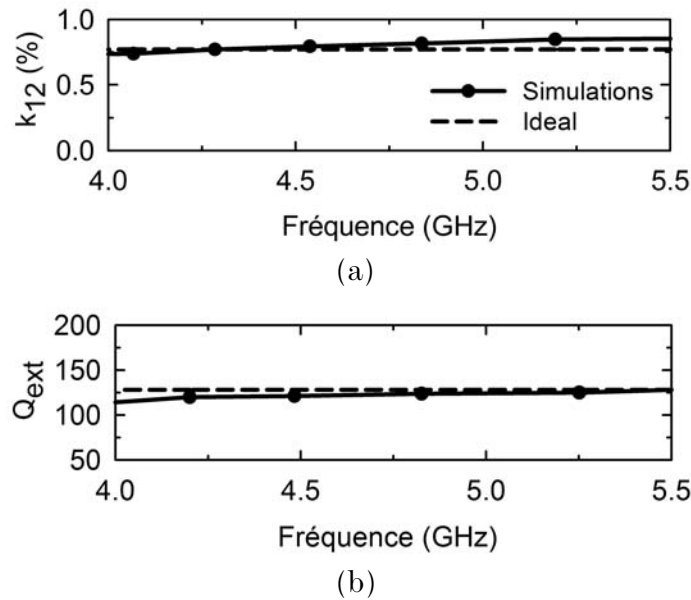 1.0
k12 (%)
0.5
Simulations
Ideal
0.0
4.0 4.5 5.0 5.5
Fréquence (GHz)
(a)
200
150
Qext
100
50
4.0 4.5 5.0 5.5
Fréquence (GHz)
(b)